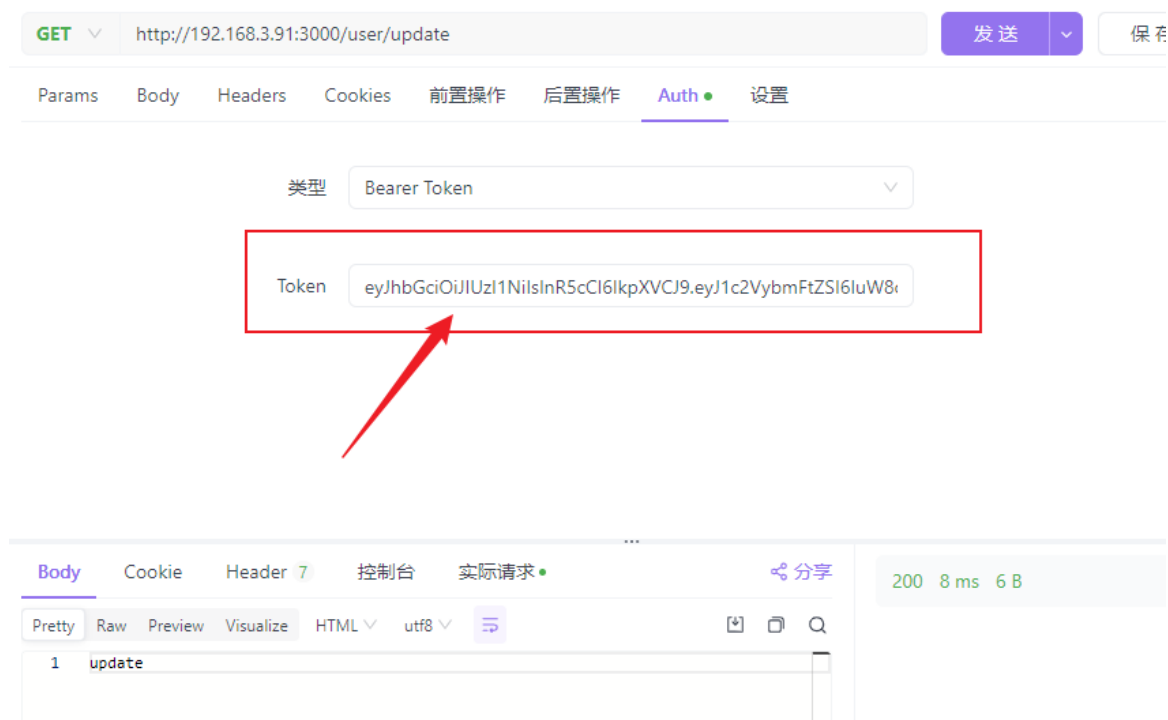 GET http://192.168.3.91:3000/user/update 发送 保存
Params Body Headers Cookies 前置操作 后置操作 Auth 设置
类型 Bearer Token
Token eyJhbGciOiJIUzI1NiIsInR5cCI6IkpXVCJ9.eyJ1c2VybmFtZSI6IuW8
Body Cookie Header 7 控制台 实际请求 分享
200 8 ms 6 B
Pretty Raw Preview Visualize HTML utf8
1 update